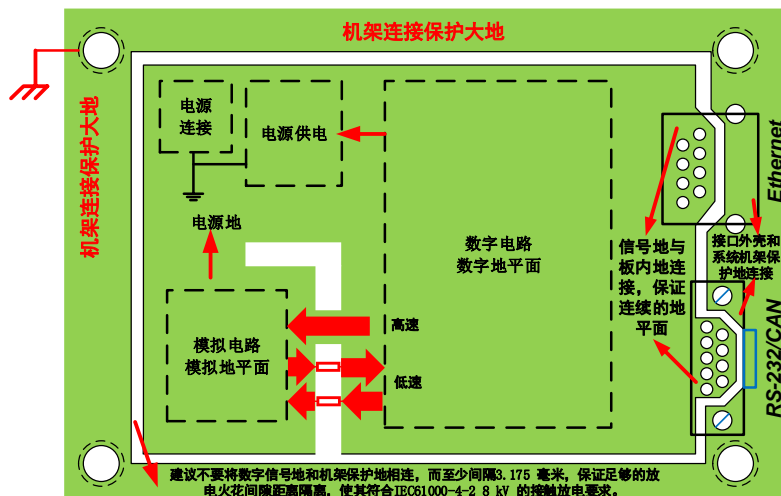 机架连接保护大地
机架连接保护大地
电源
连接
电源供电
电源地
数字电路
数字地平面
模拟电路
模拟地平面
高速
低速
信号地与
板内地连
接，保证
连续的地
平面
接口外壳和
系统机架保
护地连接
Ethernet
RS-232/CAN
建议不要将数字信号地和机架保护地相连，而至少间隔3.175 毫米，保证足够的放
电火花间隙距离隔离，使其符合IEC61000-4-2 8 kV 的接触放电要求。